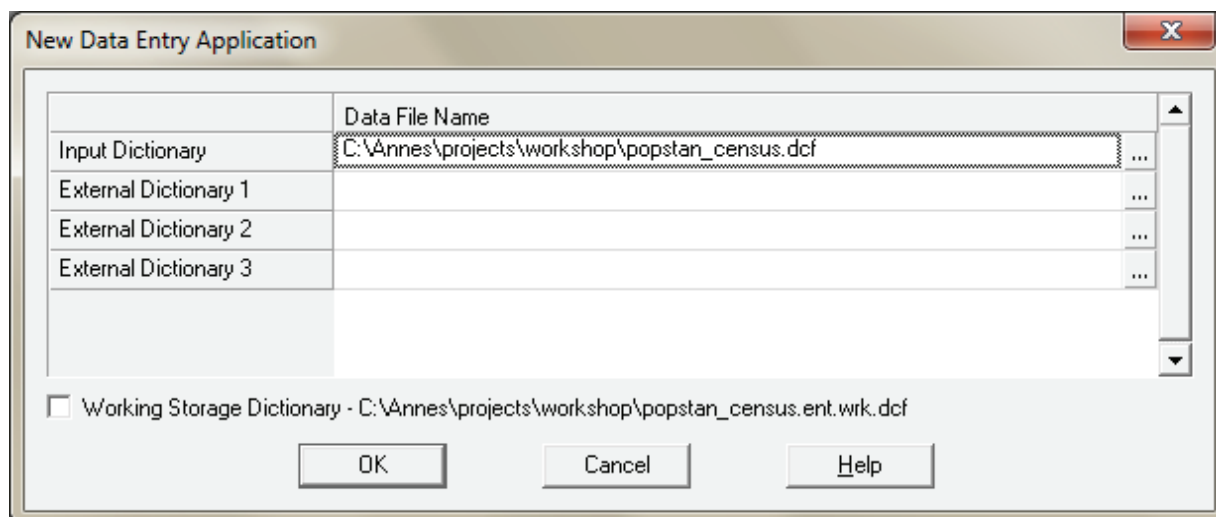 New Data Entry Application
Data File Name
Input Dictionary C:\Annes\projects\workshop\popstan_census.dcf ...
External Dictionary 1 ...
External Dictionary 2 ...
External Dictionary 3 ...
Working Storage Dictionary - C:\Annes\projects\workshop\popstan_census.ent.wrk.dcf
OK Cancel Help